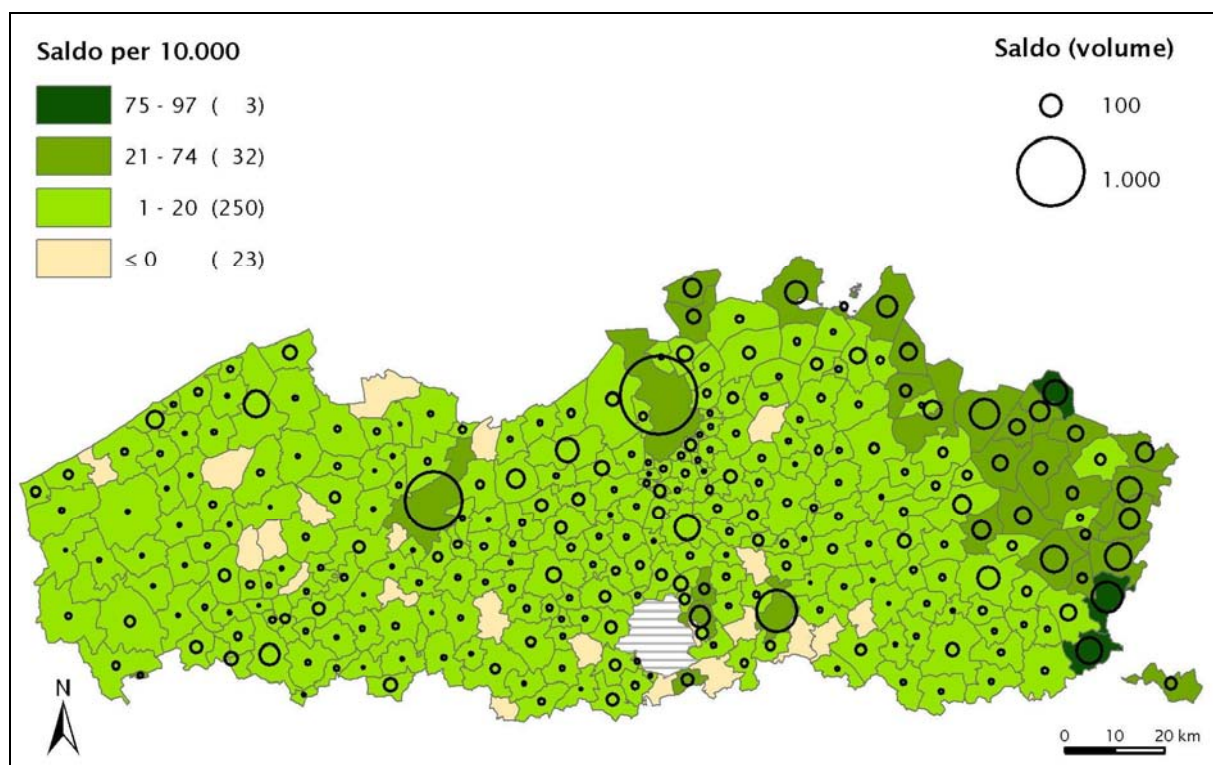 Saldo per 10.000
75 - 97 ( 3)
21 - 74 ( 32)
1 - 20 (250)
≤ 0 ( 23)
Saldo (volume)
100
1.000
N
0 10 20 km